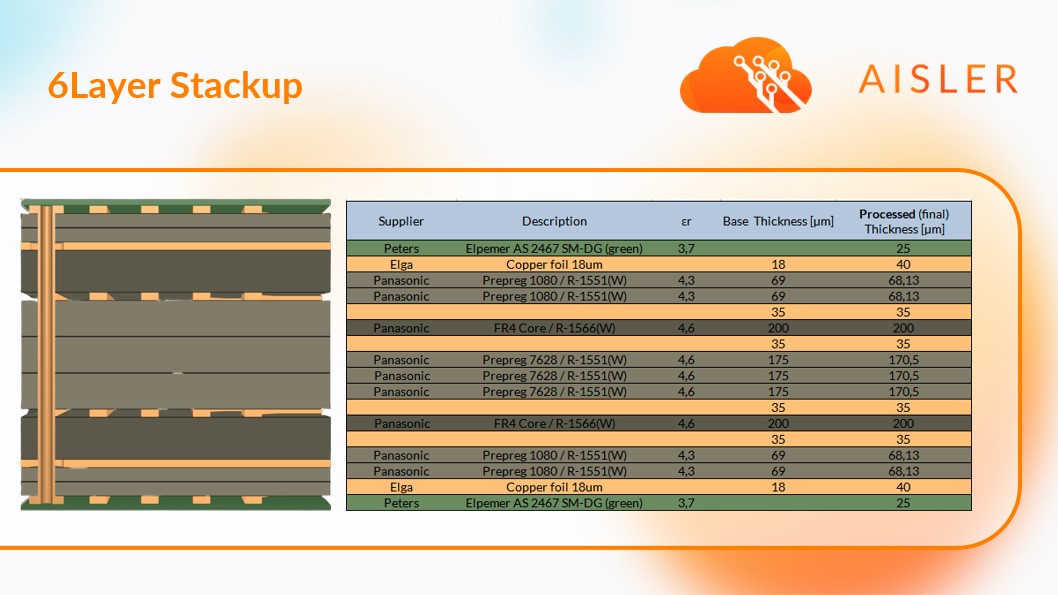 6Layer Stackup
AISLER
Supplier Description εr Base Thickness [µm] Processed (final) Thickness [µm]
Peters Elpemer AS 2467 SM-DG (green) 3,7 25
Elga Copper foil 18um 18 40
Panasonic Prepreg 1080 / R-1551(W) 4,3 69 68,13
Panasonic Prepreg 1080 / R-1551(W) 4,3 69 68,13
35 35
Panasonic FR4 Core / R-1566(W) 4,6 200 200
35 35
Panasonic Prepreg 7628 / R-1551(W) 4,6 175 170,5
Panasonic Prepreg 7628 / R-1551(W) 4,6 175 170,5
Panasonic Prepreg 7628 / R-1551(W) 4,6 175 170,5
35 35
Panasonic FR4 Core / R-1566(W) 4,6 200 200
35 35
Panasonic Prepreg 1080 / R-1551(W) 4,3 69 68,13
Panasonic Prepreg 1080 / R-1551(W) 4,3 69 68,13
Elga Copper foil 18um 18 40
Peters Elpemer AS 2467 SM-DG (green) 3,7 25